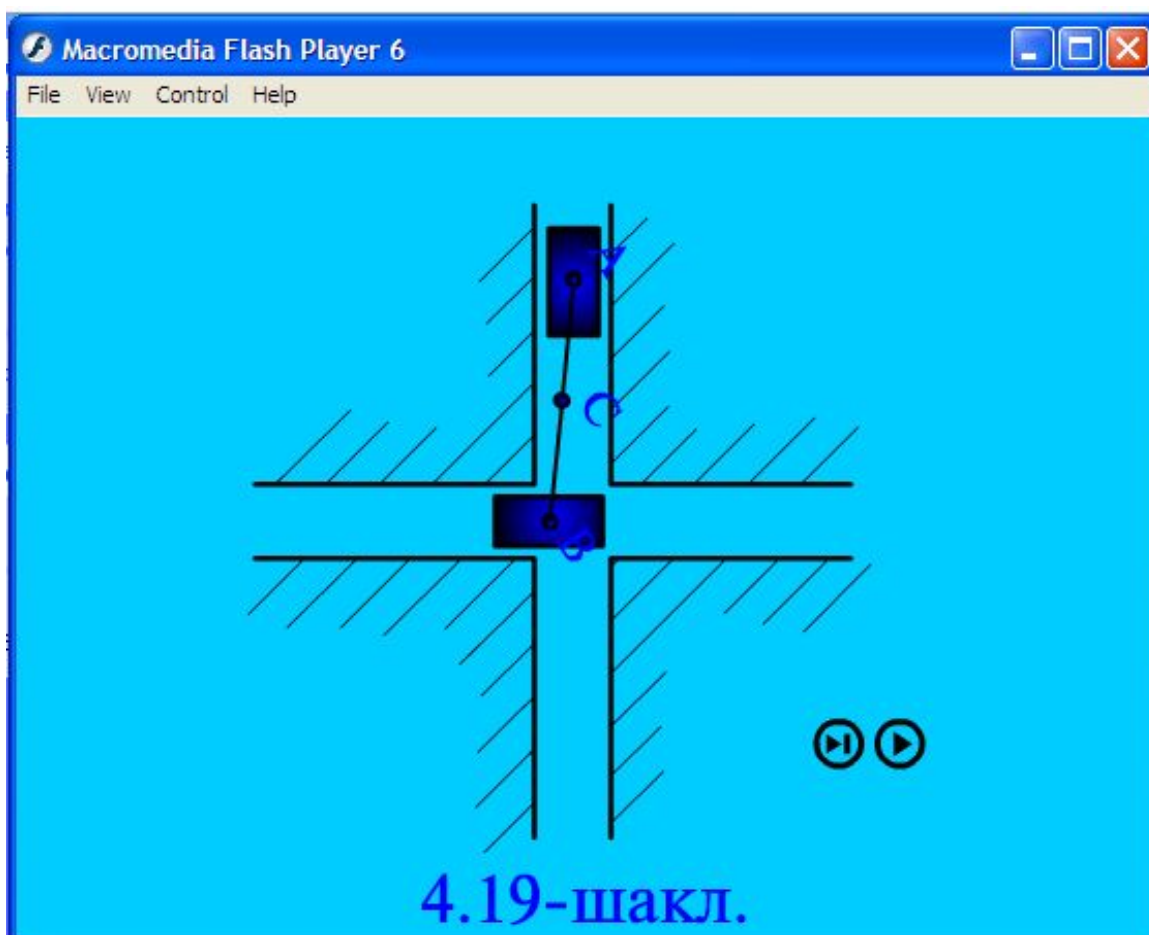 Macromedia Flash Player 6
File View Control Help
A
C
B
4.19-шакл.